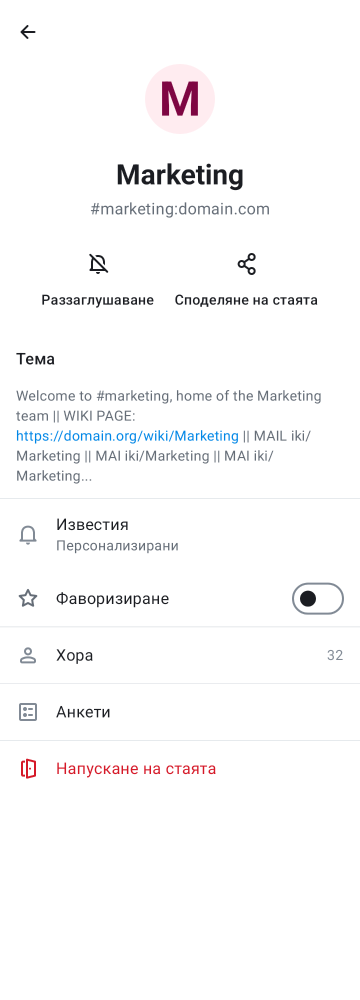 M
Marketing
#marketing:domain.com
Раззаглушаване
Споделяне на стаята
Тема
Welcome to #marketing, home of the Marketing
team || WIKI PAGE:
https://domain.org/wiki/Marketing || MAIL iki/
Marketing || MAI iki/Marketing || MAI iki/
Marketing...
Известия
Персонализирани
Фаворизиране
Хора 32
Анкети
Напускане на стаята